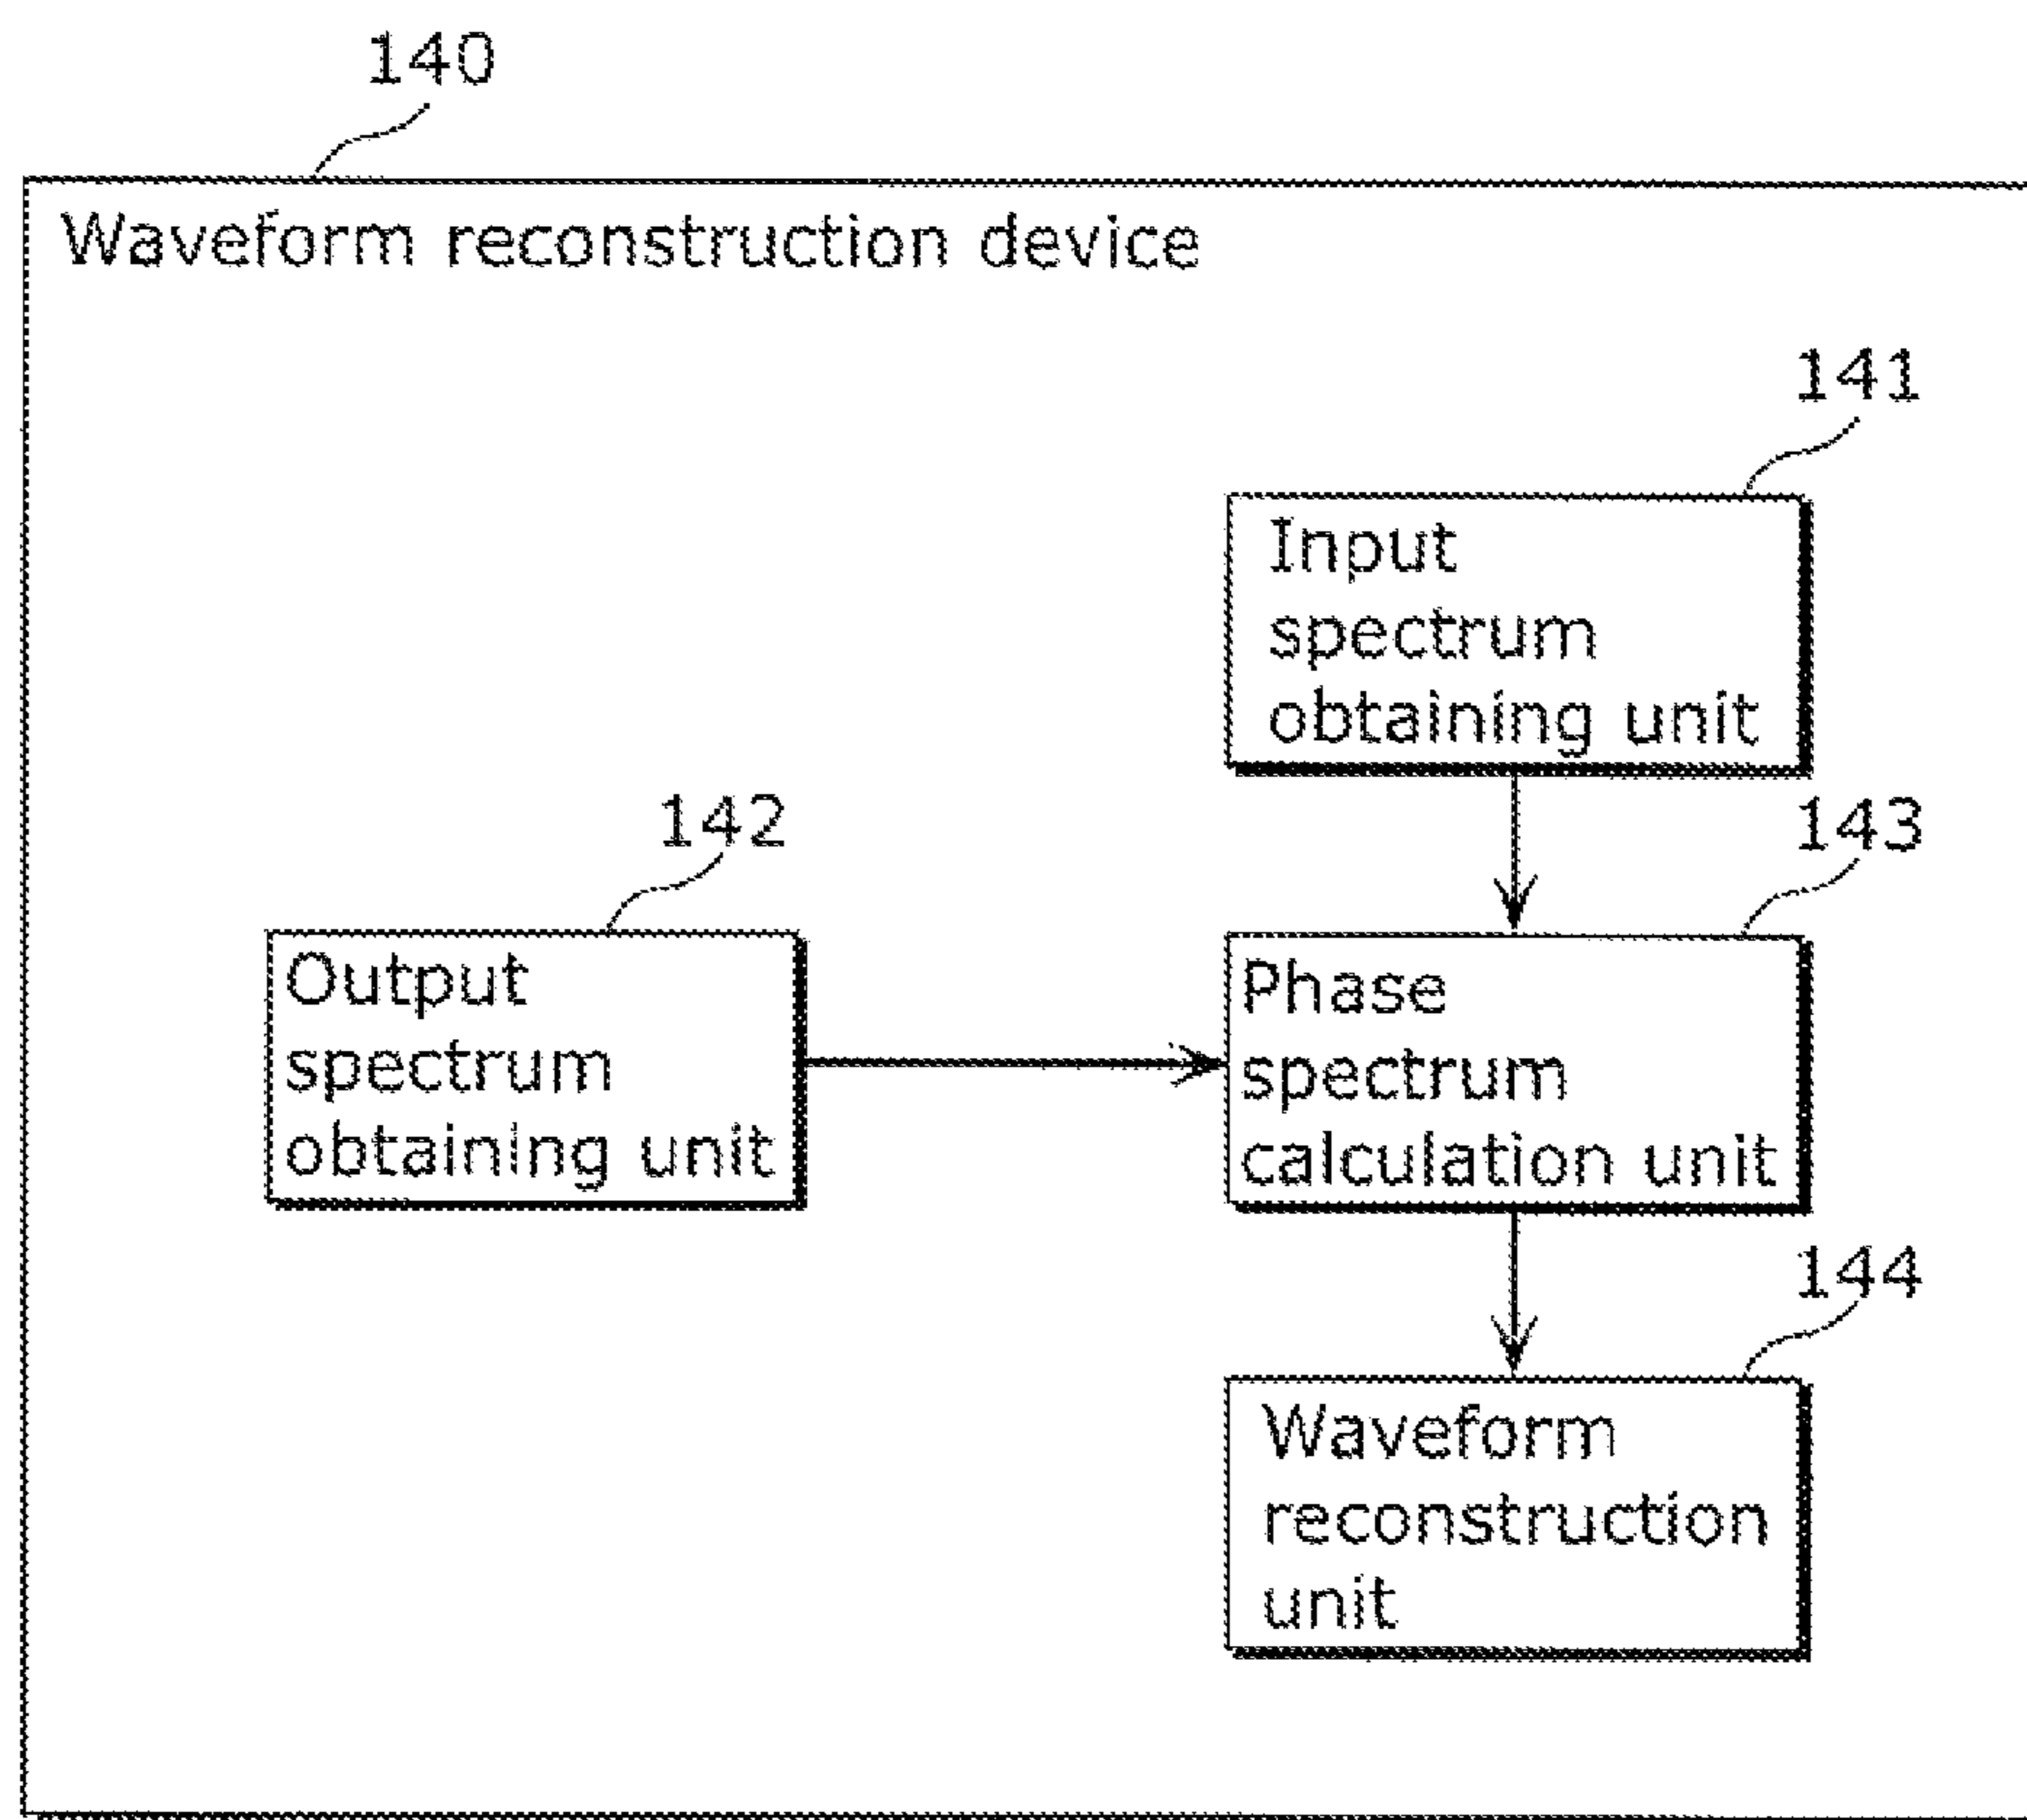 140
Waveform reconstruction device
141
Input
spectrum
obtaining unit
142
Output
spectrum
obtaining unit
143
Phase
spectrum
calculation unit
144
Waveform
reconstruction
unit